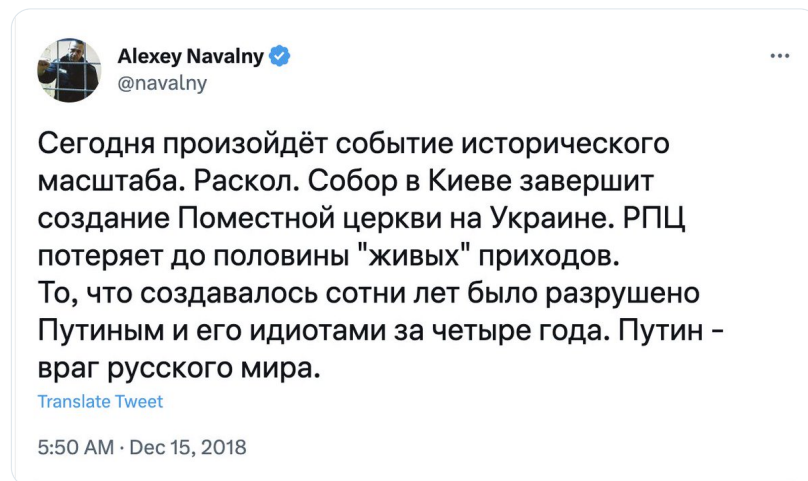 Alexey Navalny
@navalny
Сегодня произойдёт событие исторического
масштаба. Раскол. Собор в Киеве завершит
создание Поместной церкви на Украине. РПЦ
потеряет до половины "живых" приходов.
То, что создавалось сотни лет было разрушено
Путиным и его идиотами за четыре года. Путин -
враг русского мира.
Translate Tweet
5:50 AM · Dec 15, 2018